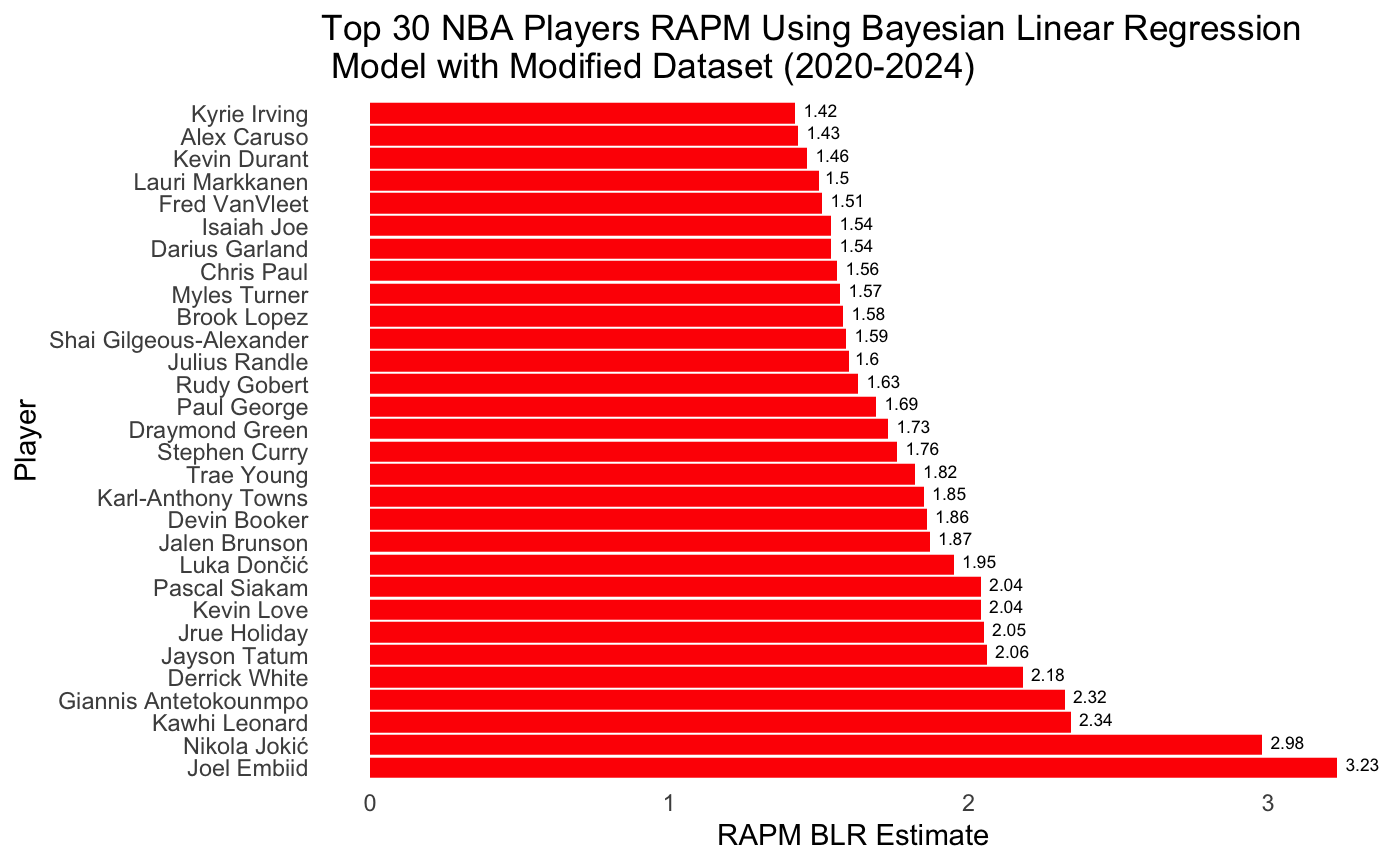 Top 30 NBA Players RAPM Using Bayesian Linear Regression
Model with Modified Dataset (2020-2024)
Player
Kyrie Irving 1.42
Alex Caruso 1.43
Kevin Durant 1.46
Lauri Markkanen 1.5
Fred VanVleet 1.51
Isaiah Joe 1.54
Darius Garland 1.54
Chris Paul 1.56
Myles Turner 1.57
Brook Lopez 1.58
Shai Gilgeous-Alexander 1.59
Julius Randle 1.6
Rudy Gobert 1.63
Paul George 1.69
Draymond Green 1.73
Stephen Curry 1.76
Trae Young 1.82
Karl-Anthony Towns 1.85
Devin Booker 1.86
Jalen Brunson 1.87
Luka Dončić 1.95
Pascal Siakam 2.04
Kevin Love 2.04
Jrue Holiday 2.05
Jayson Tatum 2.06
Derrick White 2.18
Giannis Antetokounmpo 2.32
Kawhi Leonard 2.34
Nikola Jokić 2.98
Joel Embiid 3.23
0 1 2 3
RAPM BLR Estimate